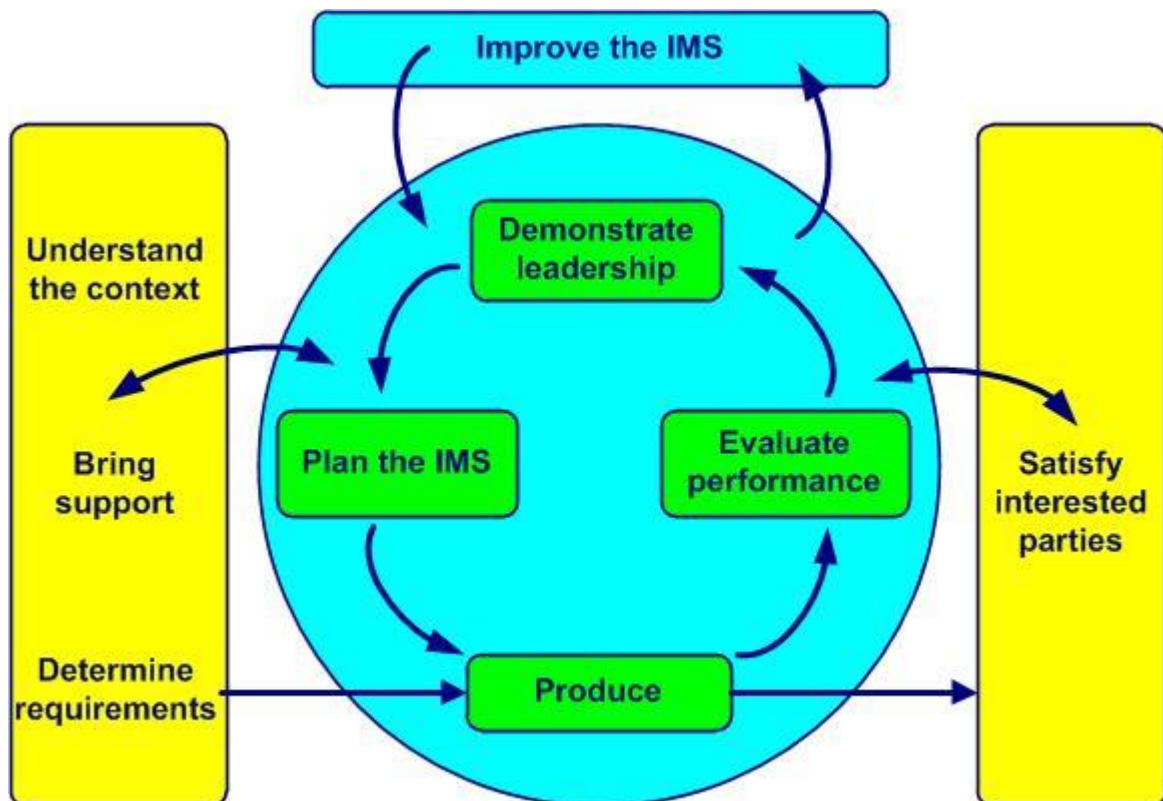 Improve the IMS
Understand
the context
Bring
support
Determine
requirements
Demonstrate
leadership
Plan the IMS
Evaluate
performance
Produce
Satisfy
interested
parties